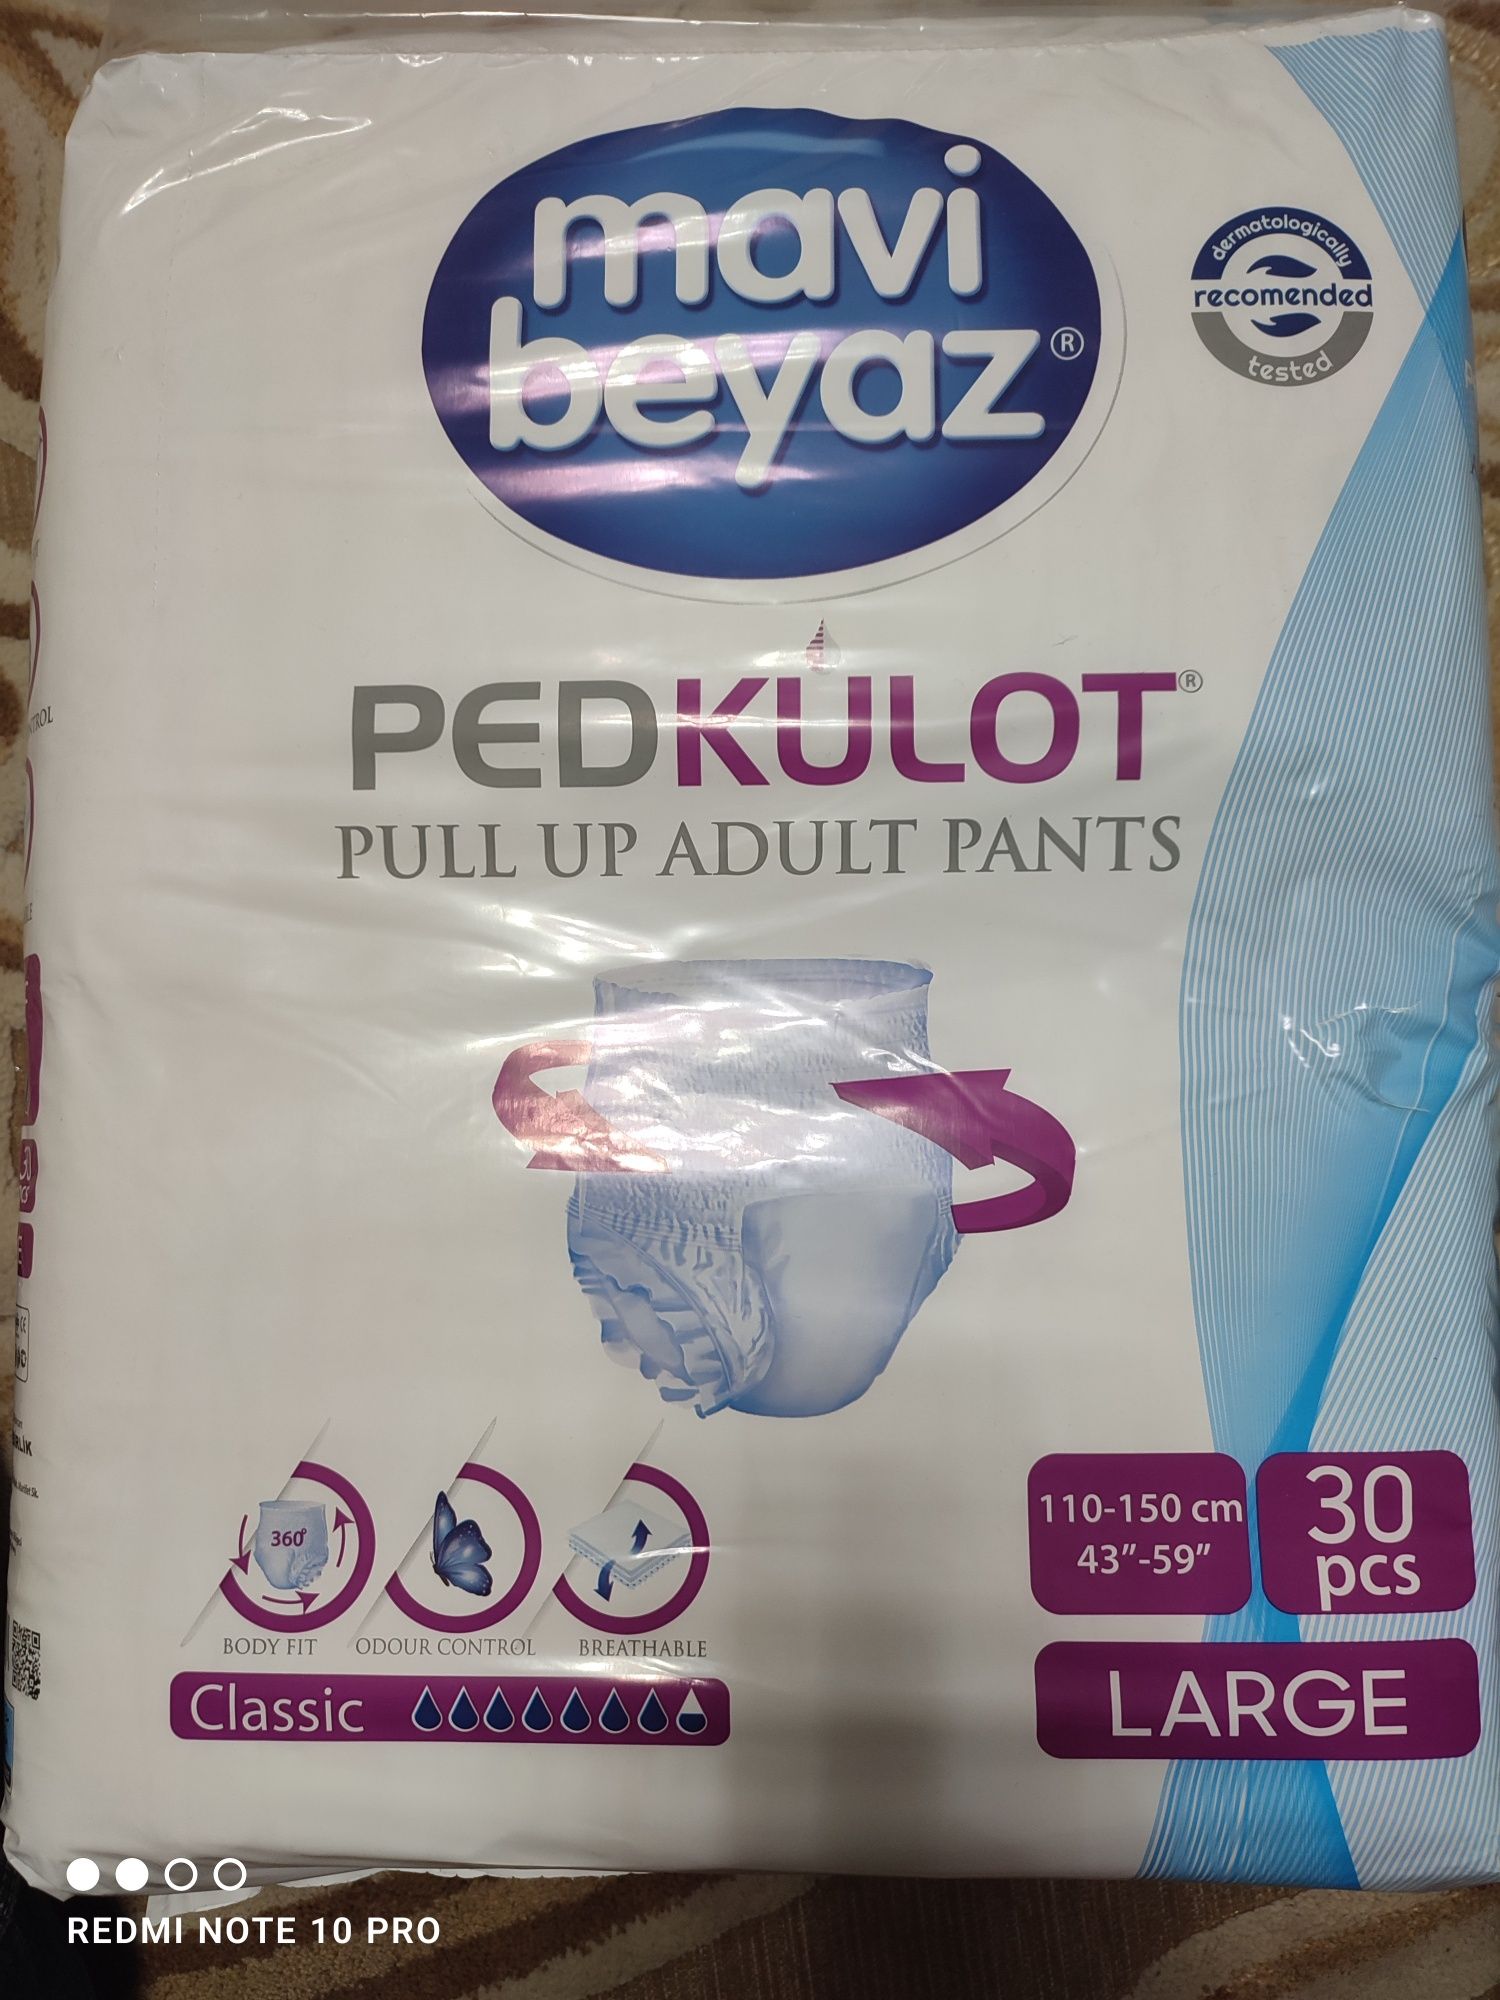 mavi
beyaz®
dermatologically
recomended
tested
PEDKÜLOT®
PULL UP ADULT PANTS
360°
BODY FIT
ODOUR CONTROL
BREATHABLE
Classic
110-150 cm
43”-59”
30
pcs
LARGE
REDMI NOTE 10 PRO